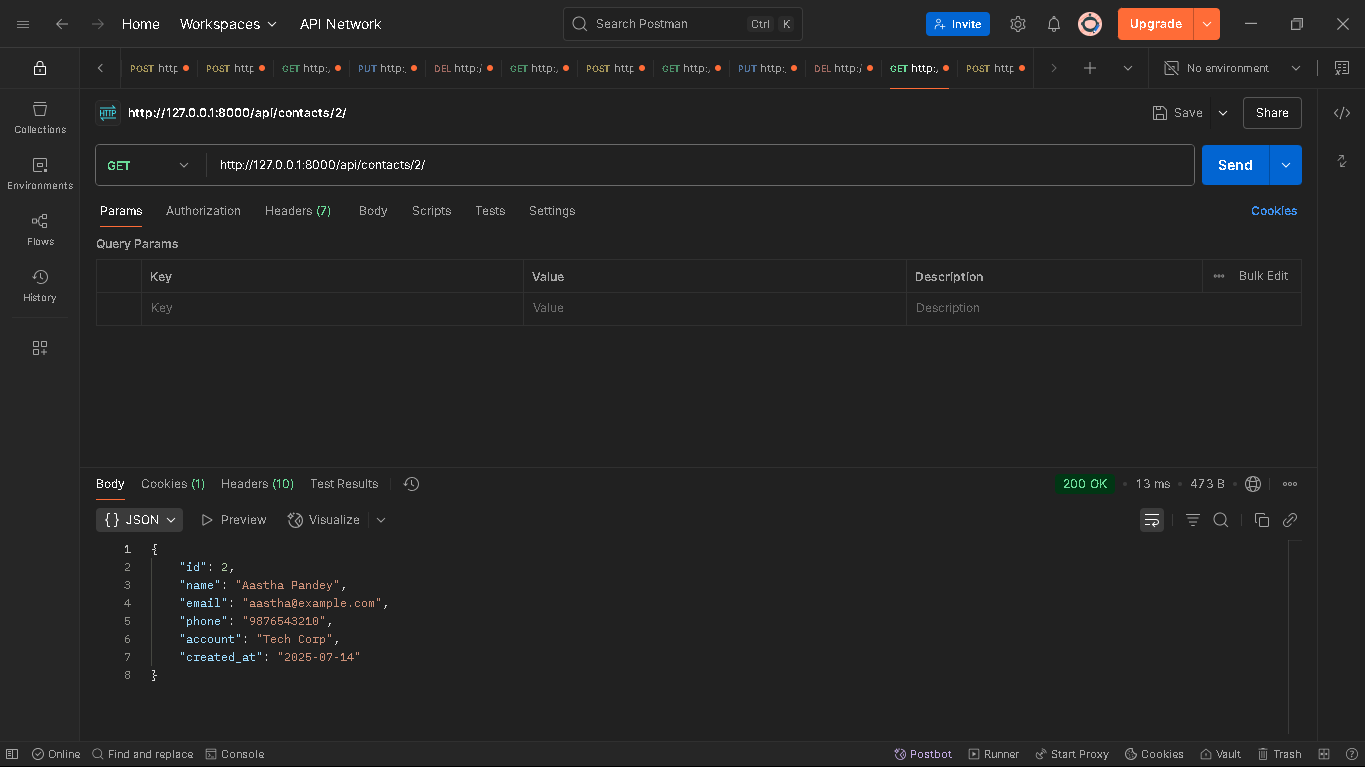 Home Workspaces API Network Search Postman Ctrl K Invite Upgrade
POST http POST http GET http:, PUT http: DEL http:/ GET http:, POST http GET http:, PUT http: DEL http:/ GET http:, POST http No environment
http://127.0.0.1:8000/api/contacts/2/ Save Share
GET http://127.0.0.1:8000/api/contacts/2/ Send
Params Authorization Headers (7) Body Scripts Tests Settings Cookies
Query Params
Key Value Description Bulk Edit
Key Value Description
Collections
Environments
Flows
History
Body Cookies (1) Headers (10) Test Results 200 OK 13 ms 473 B
{} JSON Preview Visualize
1 {
2 "id": 2,
3 "name": "Aastha Pandey",
4 "email": "aastha@example.com",
5 "phone": "9876543210",
6 "account": "Tech Corp",
7 "created_at": "2025-07-14"
8 }
Online Find and replace Console Postbot Runner Start Proxy Cookies Vault Trash